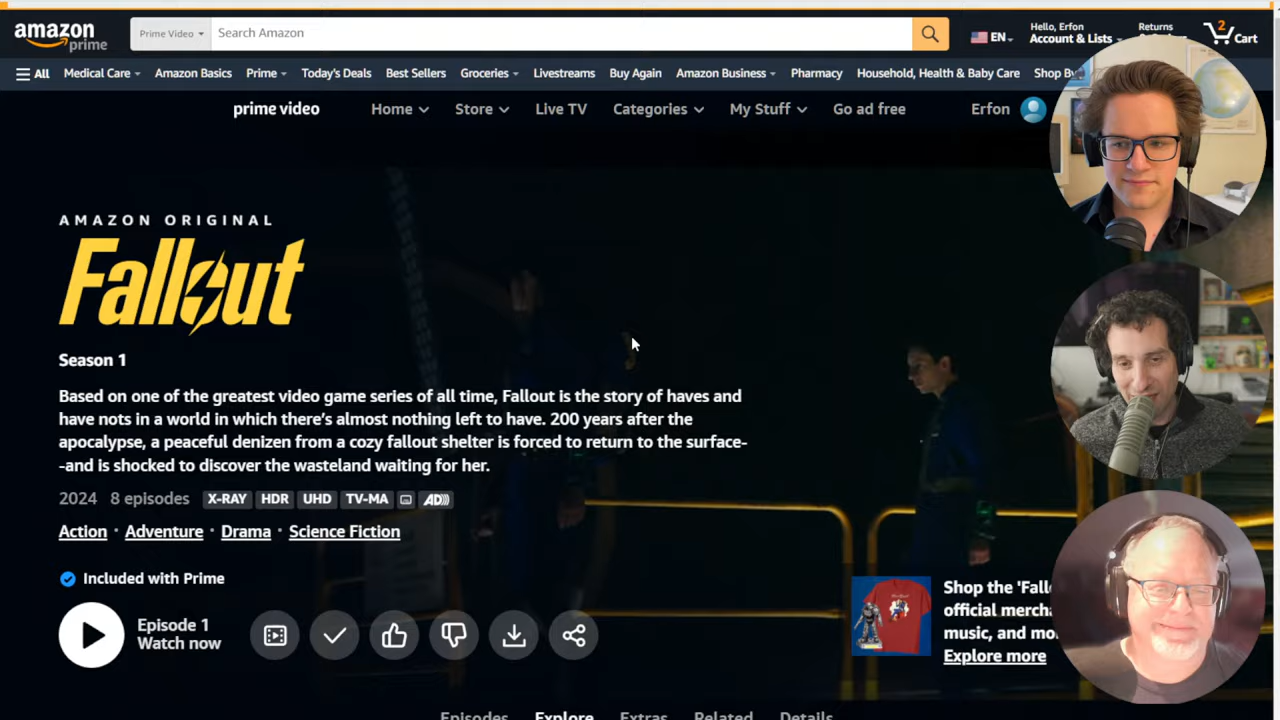 amazon
prime
Prime Video
Search Amazon
EN
Hello, Erfon
Account & Lists
Returns
2
Cart
All
Medical Care
Amazon Basics
Prime
Today's Deals
Best Sellers
Groceries
Livestreams
Buy Again
Amazon Business
Pharmacy
Household, Health & Baby Care
Shop By
prime video
Home
Store
Live TV
Categories
My Stuff
Go ad free
Erfon
AMAZON ORIGINAL
Fallout
Season 1
Based on one of the greatest video game series of all time, Fallout is the story of haves and
have nots in a world in which there's almost nothing left to have. 200 years after the
apocalypse, a peaceful denizen from a cozy fallout shelter is forced to return to the surface-
-and is shocked to discover the wasteland waiting for her.
2024 8 episodes X-RAY HDR UHD TV-MA AD
Action · Adventure · Drama · Science Fiction
Included with Prime
Episode 1
Watch now
Shop the 'Fall
official mercha
music, and mo
Explore more
Episodes
Explore
Extras
Related
Details